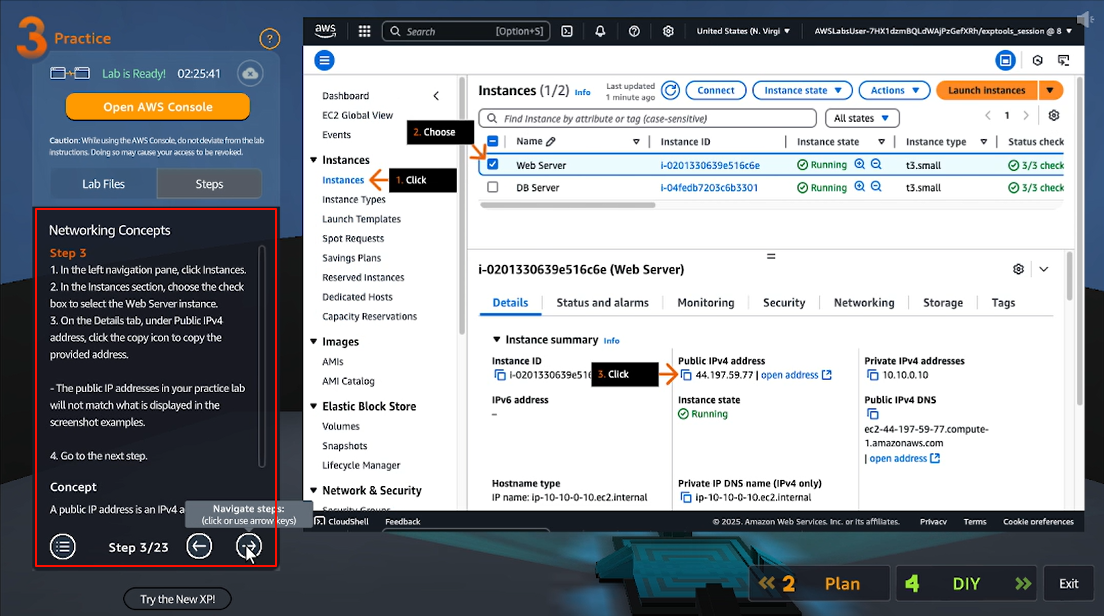 3 Practice
?
Lab is Ready! 02:25:41
Open AWS Console
Caution: While using the AWS Console, do not deviate from the lab
instructions. Doing so may cause your access to be revoked.
Lab Files
Steps
Networking Concepts
Step 3
1. In the left navigation pane, click Instances.
2. In the Instances section, choose the check
box to select the Web Server instance.
3. On the Details tab, under Public IPv4
address, click the copy icon to copy the
provided address.
- The public IP addresses in your practice lab
will not match what is displayed in the
screenshot examples.
4. Go to the next step.
Concept
A public IP address is an IPv4 a
Navigate steps:
(click or use arrow keys)
Step 3/23
Try the New XP!
aws
Search [Option+S]
United States (N. Virgi
AWSLabsUser-7HX1dzmBQLdWAjPzGefXRh/exptools_session @ 8
Dashboard
EC2 Global View
Events
Instances
Instances
Instance Types
Launch Templates
Spot Requests
Savings Plans
Reserved Instances
Dedicated Hosts
Capacity Reservations
Images
AMIs
AMI Catalog
Elastic Block Store
Volumes
Snapshots
Lifecycle Manager
Network & Security
2. Choose
1. Click
Instances (1/2) Info
Last updated
1 minute ago
Connect
Instance state
Actions
Launch instances
Find Instance by attribute or tag (case-sensitive)
All states
1
Name Instance ID Instance state Instance type Status check
Web Server i-0201330639e516c6e Running t3.small 3/3 check
DB Server i-04fedb7203c6b3301 Running t3.small 3/3 check
i-0201330639e516c6e (Web Server)
Details Status and alarms Monitoring Security Networking Storage Tags
Instance summary Info
Instance ID
i-0201330639e516
3. Click
Public IPv4 address
44.197.59.77 | open address
Private IPv4 addresses
10.10.0.10
IPv6 address
–
Instance state
Running
Public IPv4 DNS
ec2-44-197-59-77.compute-
1.amazonaws.com
| open address
Hostname type
IP name: ip-10-10-0-10.ec2.internal
Private IP DNS name (IPv4 only)
ip-10-10-0-10.ec2.internal
CloudShell Feedback
© 2025, Amazon Web Services, Inc. or its affiliates. Privacy Terms Cookie preferences
2 Plan
4 DIY
Exit